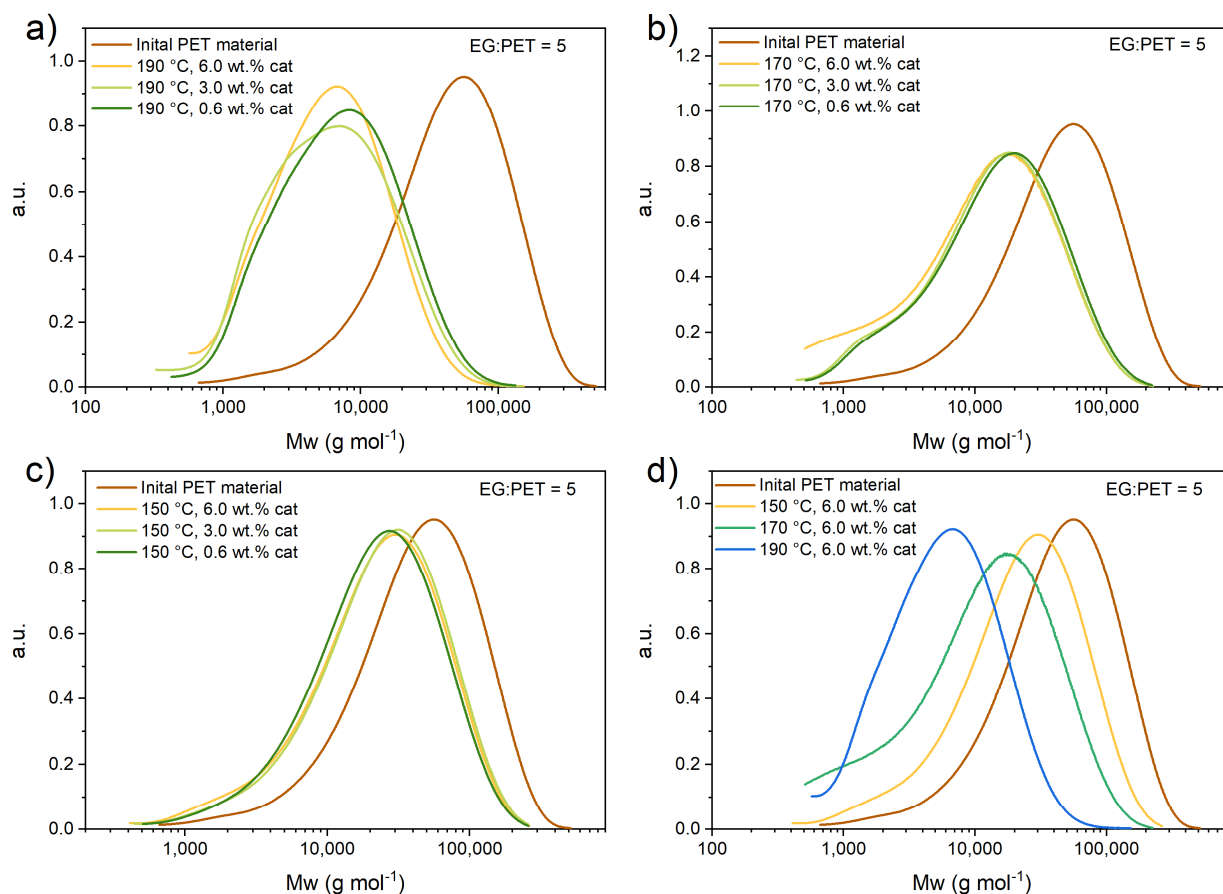 a)
Inital PET material
190 °C, 6.0 wt.% cat
190 °C, 3.0 wt.% cat
190 °C, 0.6 wt.% cat
EG:PET = 5
1.0
0.8
0.6
0.4
0.2
0.0
a.u.
100
1,000
10,000
100,000
Mw (g mol⁻¹)
b)
Inital PET material
170 °C, 6.0 wt.% cat
170 °C, 3.0 wt.% cat
170 °C, 0.6 wt.% cat
EG:PET = 5
1.2
1.0
0.8
0.6
0.4
0.2
0.0
a.u.
100
1,000
10,000
100,000
Mw (g mol⁻¹)
c)
Inital PET material
150 °C, 6.0 wt.% cat
150 °C, 3.0 wt.% cat
150 °C, 0.6 wt.% cat
EG:PET = 5
1.0
0.8
0.6
0.4
0.2
0.0
a.u.
1,000
10,000
100,000
Mw (g mol⁻¹)
d)
Inital PET material
150 °C, 6.0 wt.% cat
170 °C, 6.0 wt.% cat
190 °C, 6.0 wt.% cat
EG:PET = 5
1.0
0.8
0.6
0.4
0.2
0.0
a.u.
100
1,000
10,000
100,000
Mw (g mol⁻¹)